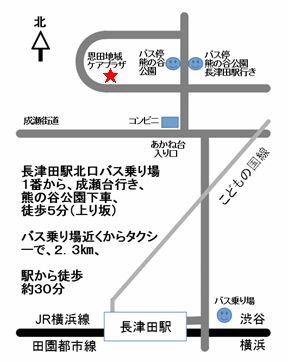 北
恩田地域
ケアプラザ
バス停
熊の谷
公園
バス停
熊の谷公園
長津田駅行き
成瀬街道
コンビニ
あかね台
入り口
こどもの国線
長津田駅北口バス乗り場
1番から、成瀬台行き、
熊の谷公園下車、
徒歩5分(上り坂)
バス乗り場近くからタクシ
ーで、2.3km、
駅から徒歩
約30分
バス乗り場
JR横浜線
長津田駅
渋谷
田園都市線
横浜